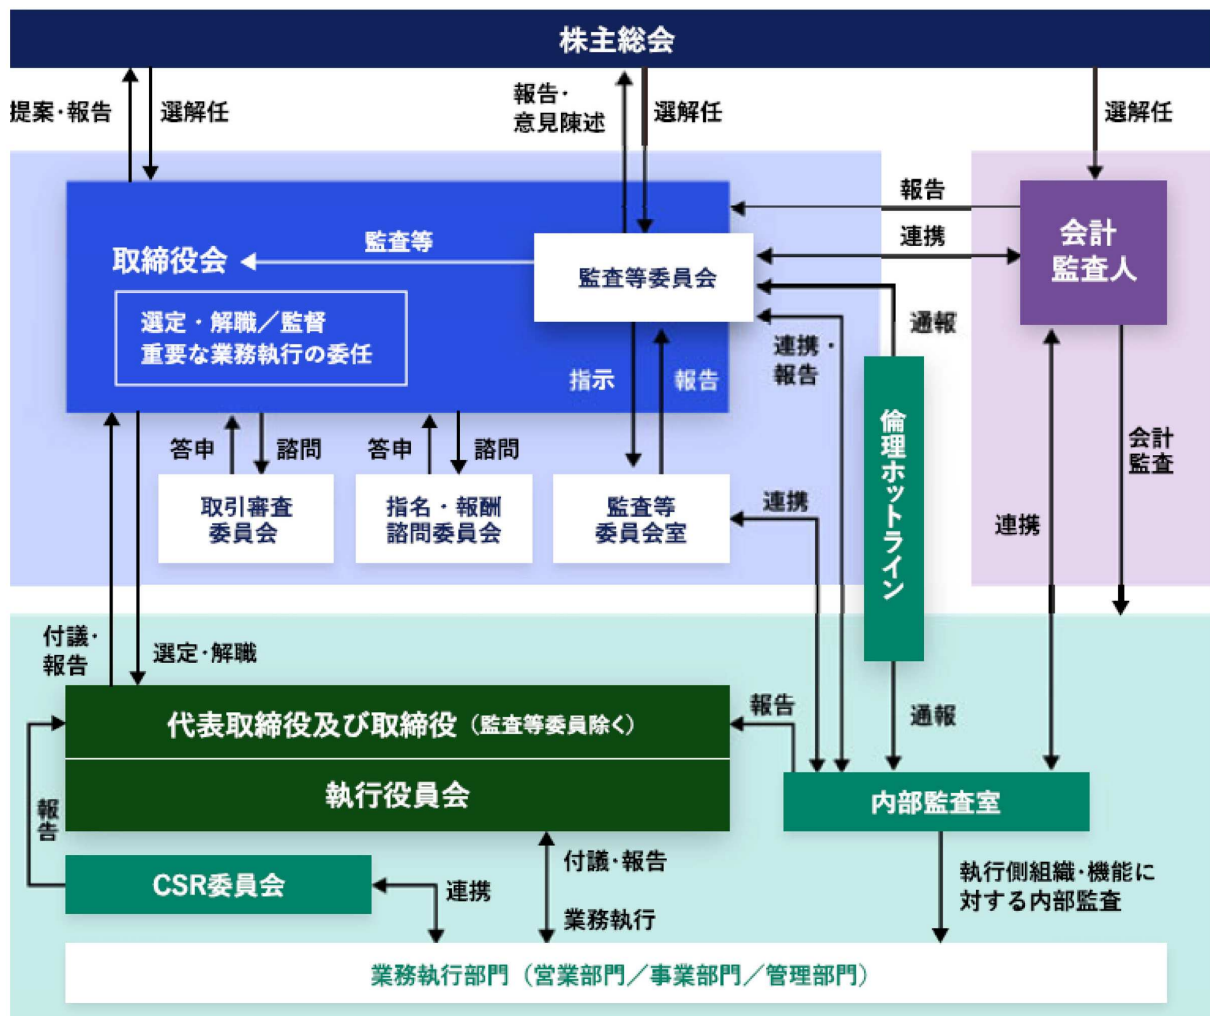 株主総会
提案・報告
選解任
報告・
意見陳述
選解任
選解任
報告
連携
会計
監査人
取締役会
監査等
監査等委員会
選定・解職／監督
重要な業務執行の委任
指示
報告
連携・
報告
通報
倫理ホットライン
会計
監査
答申
諮問
答申
諮問
取引審査
委員会
指名・報酬
諮問委員会
監査等
委員会室
連携
連携
付議・
報告
選定・解職
代表取締役及び取締役（監査等委員除く）
執行役員会
報告
通報
内部監査室
報告
CSR委員会
連携
付議・報告
業務執行
執行側組織・機能に
対する内部監査
業務執行部門（営業部門／事業部門／管理部門）